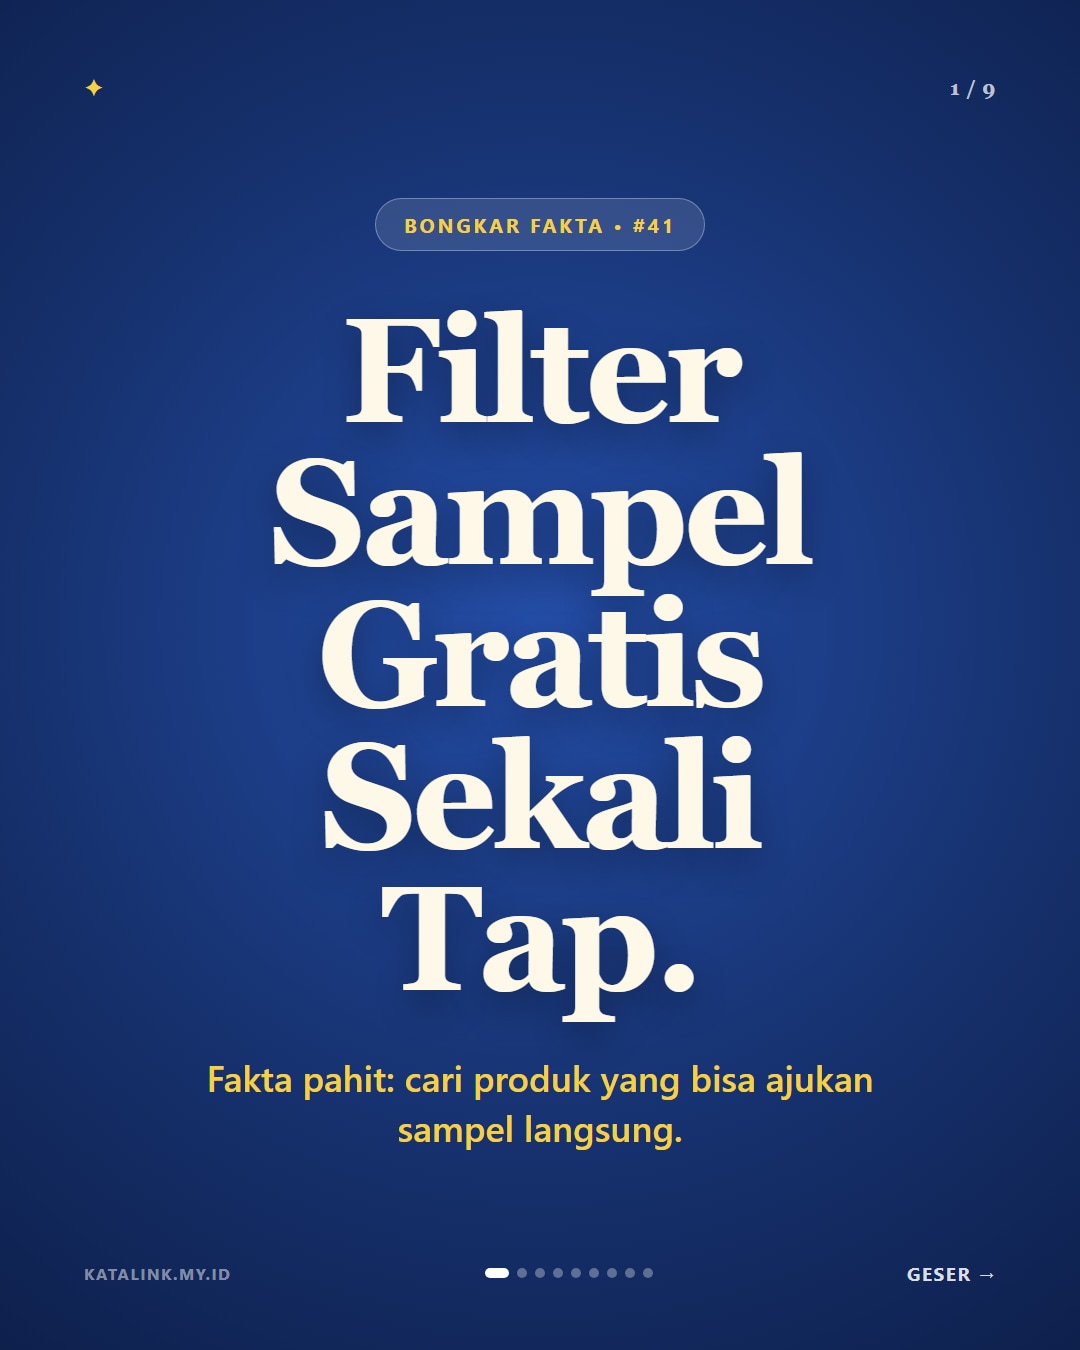 ✦
1 / 9
BONGKAR FAKTA • #41
Filter
Sampel
Gratis
Sekali
Tap.
Fakta pahit: cari produk yang bisa ajukan
sampel langsung.
KATALINK.MY.ID
GESER →